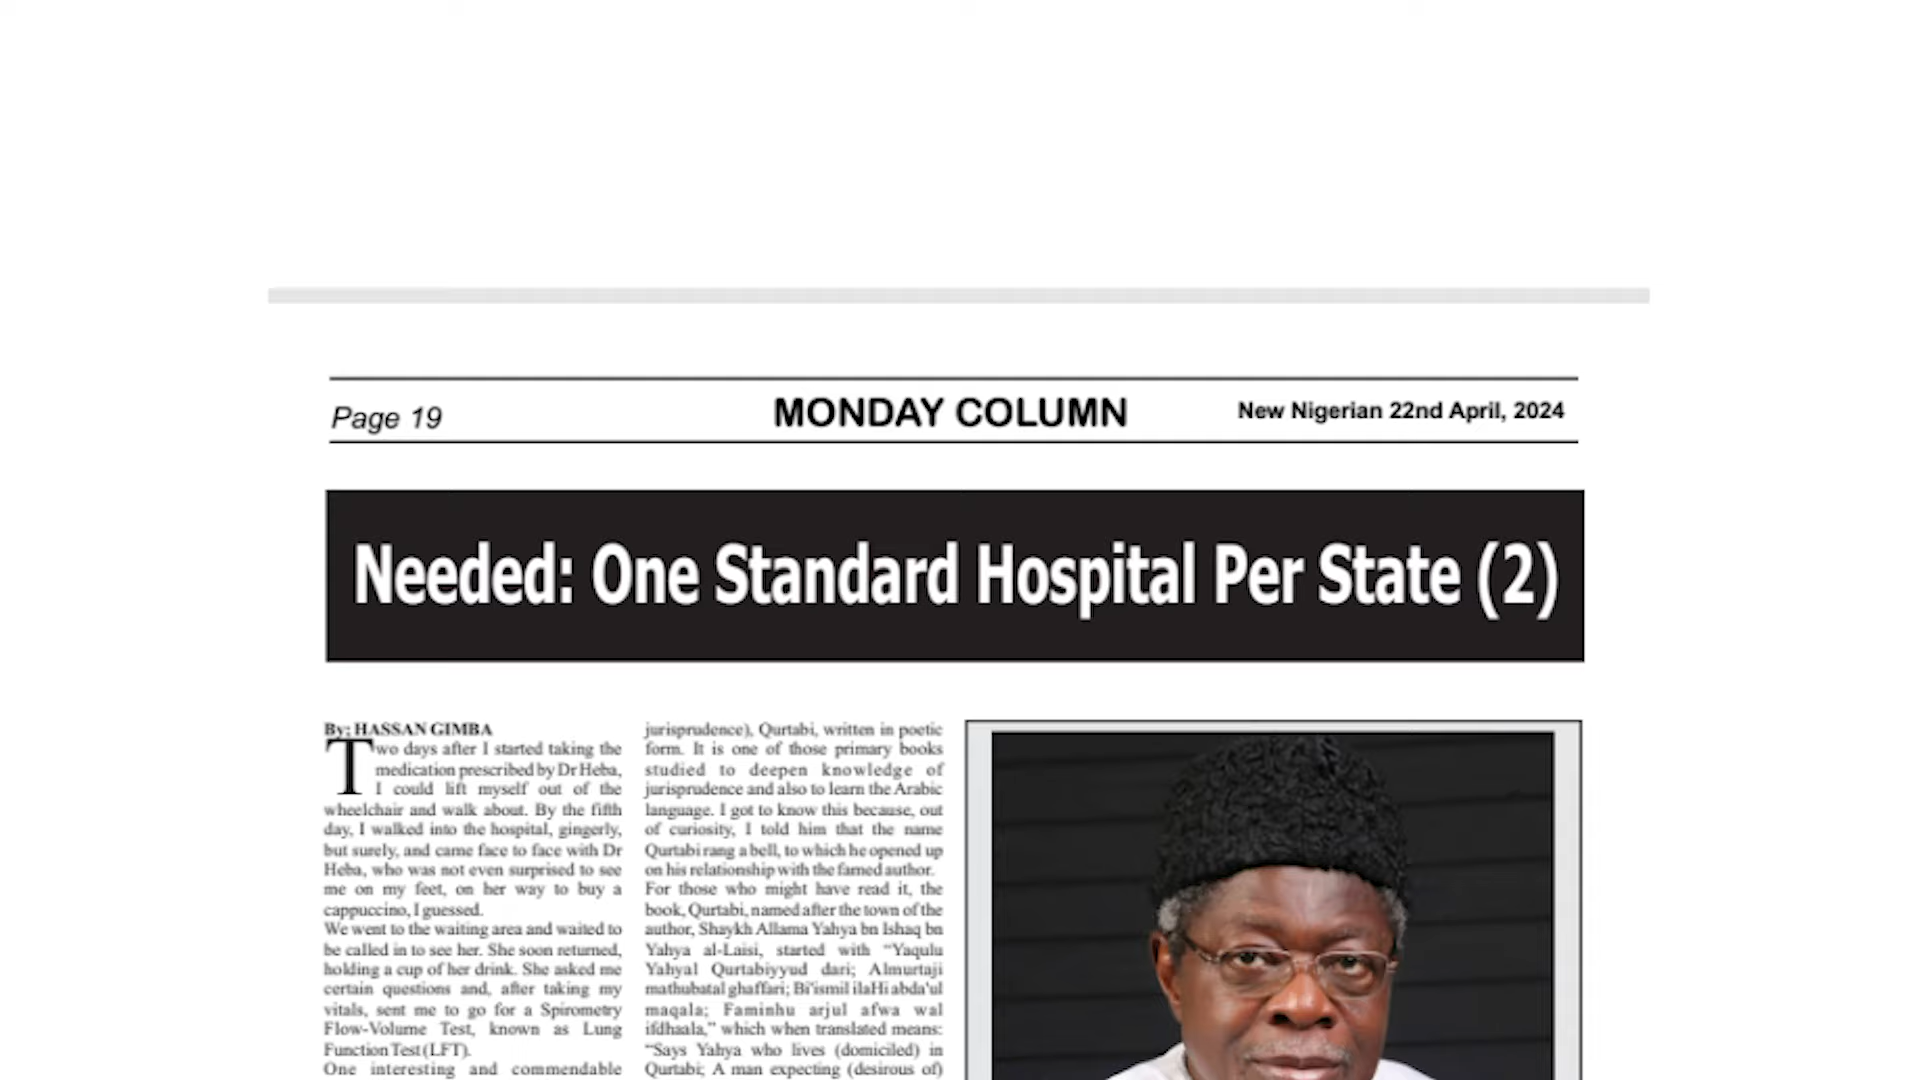 Page 19
MONDAY COLUMN
New Nigerian 22nd April, 2024
Needed: One Standard Hospital Per State (2)
By: HASSAN GIMBA
Two days after I started taking the
medication prescribed by Dr Heba,
I could lift myself out of the
wheelchair and walk about. By the fifth
day, I walked into the hospital, gingerly,
but surely, and came face to face with Dr
Heba, who was not even surprised to see
me on my feet, on her way to buy a
cappuccino, I guessed.
We went to the waiting area and waited to
be called in to see her. She soon returned,
holding a cup of her drink. She asked me
certain questions and, after taking my
vitals, sent me to go for a Spirometry
Flow-Volume Test, known as Lung
Function Test (LFT).
One interesting and commendable
jurisprudence), Qurtabi, written in poetic
form. It is one of those primary books
studied to deepen knowledge of
jurisprudence and also to learn the Arabic
language. I got to know this because, out
of curiosity, I told him that the name
Qurtabi rang a bell, to which he opened up
on his relationship with the famed author.
For those who might have read it, the
book, Qurtabi, named after the town of the
author, Shaykh Allama Yahya bn Ishaq bn
Yahya al-Laisi, started with “Yaqulu
Yahyal Qurtabiyyud dari; Almurtaji
mathubatal ghaffari; Bi'ismil ilaHi abda'ul
maqala; Faminhu arjul afwa wal
ifdhaala,” which when translated means:
“Says Yahya who lives (domiciled) in
Qurtabi; A man expecting (desirous of)